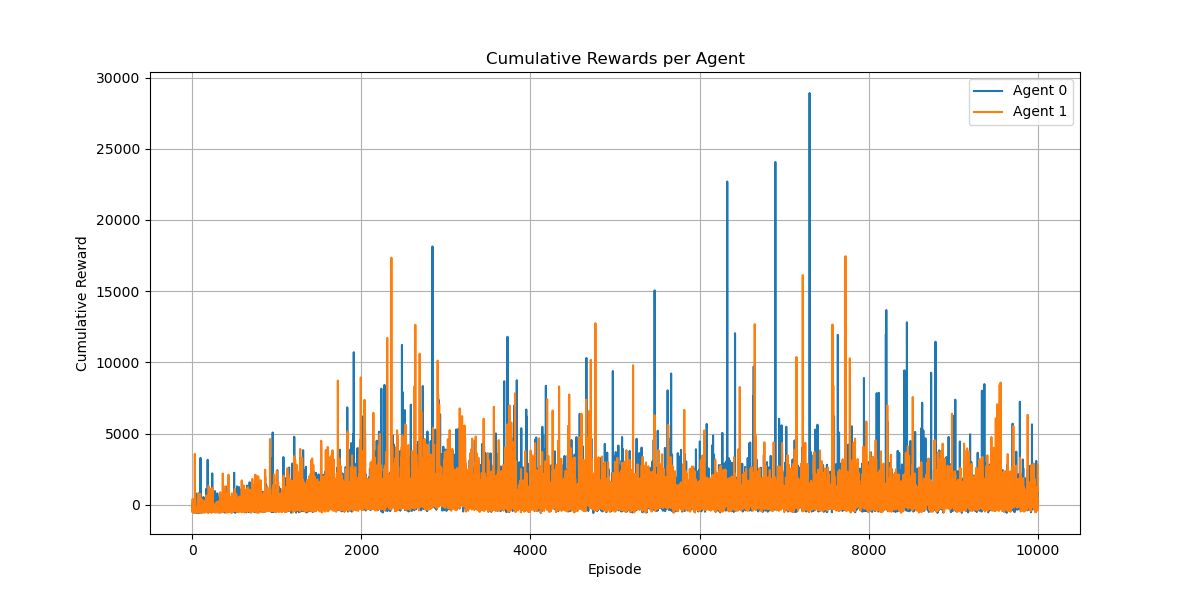 Cumulative Rewards per Agent
30000
25000
20000
15000
10000
5000
0
Cumulative Reward
0 2000 4000 6000 8000 10000
Episode
Agent 0
Agent 1